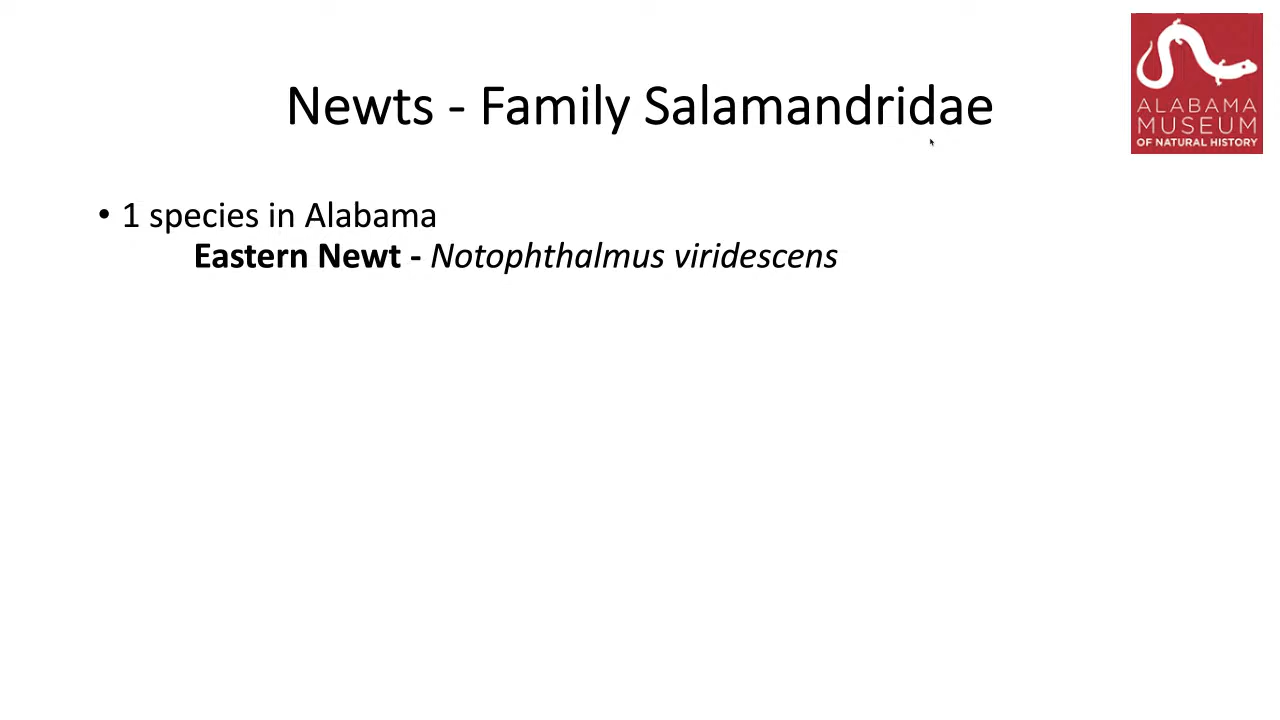 Newts - Family Salamandridae
ALABAMA
MUSEUM
OF NATURAL HISTORY
• 1 species in Alabama
Eastern Newt - Notophthalmus viridescens